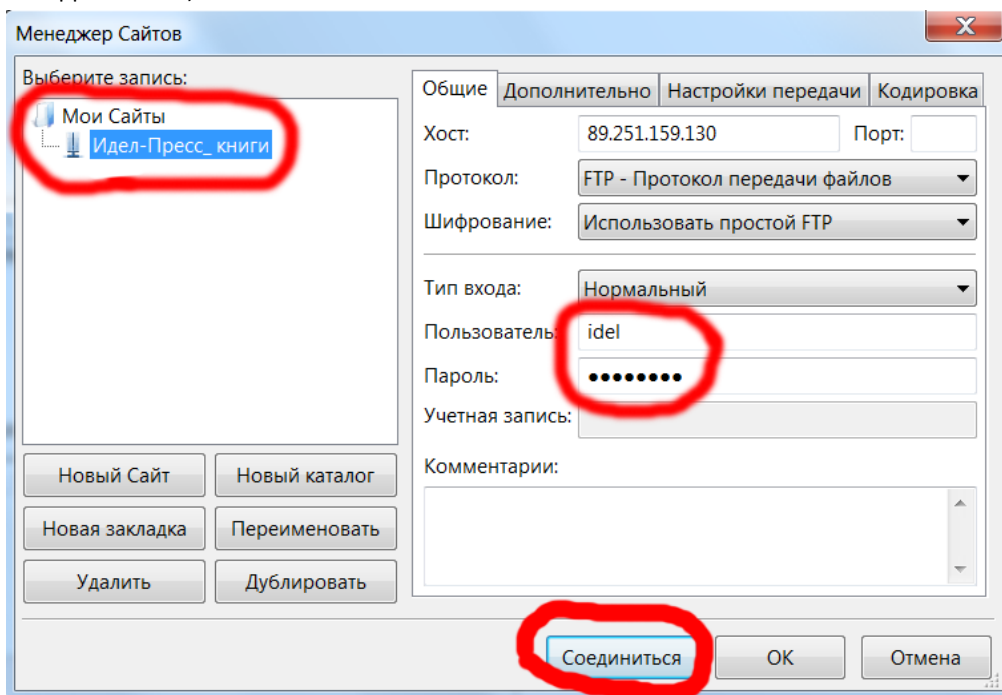 Менеджер Сайтов
Выберите запись:
Мои Сайты
Идел-Пресс_ книги
Новый Сайт
Новый каталог
Новая закладка
Переименовать
Удалить
Дублировать
Общие
Дополнительно
Настройки передачи
Кодировка
Хост: 89.251.159.130 Порт:
Протокол: FTP - Протокол передачи файлов
Шифрование: Использовать простой FTP
Тип входа: Нормальный
Пользователь: idel
Пароль: ●●●●●●●●
Учетная запись:
Комментарии:
Соединиться
OK
Отмена